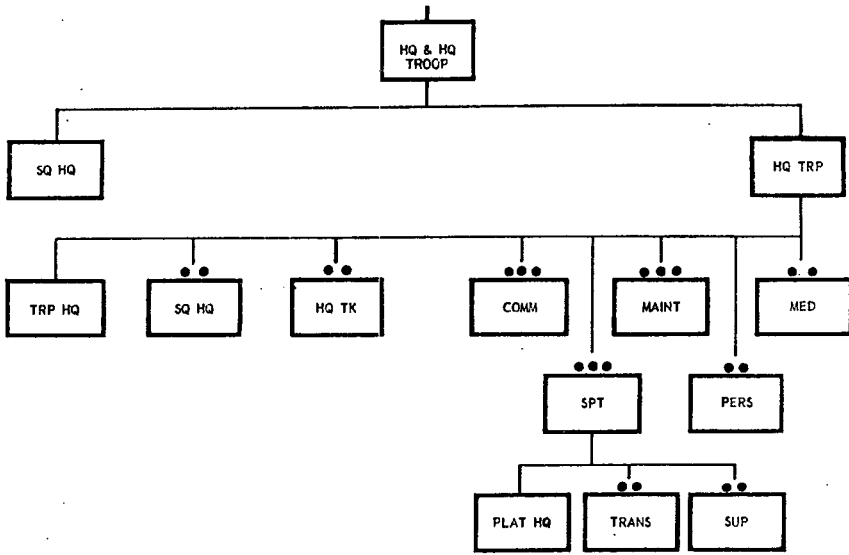 HQ & HQ
TROOP
SQ HQ
HQ TRP
TRP HQ
SQ HQ
HQ TK
COMM
MAINT
MED
SPT
PERS
PLAT HQ
TRANS
SUP